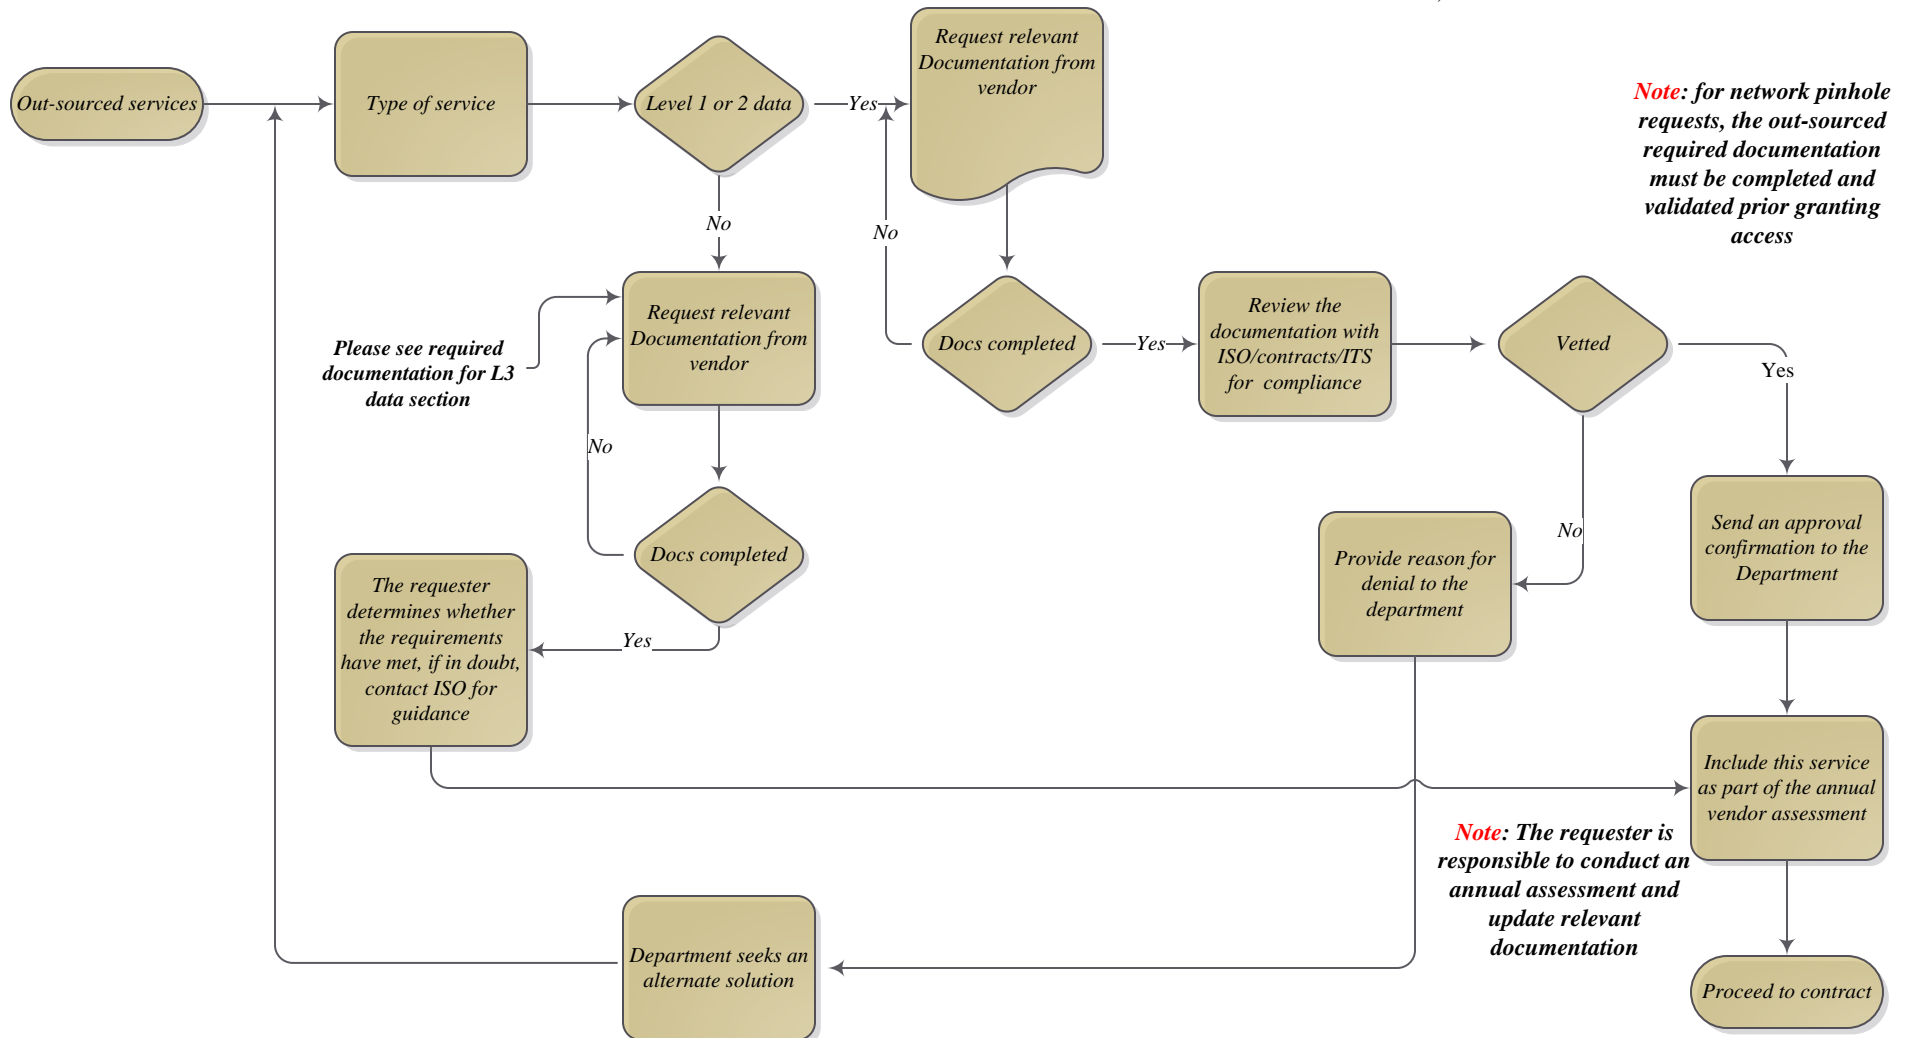 Out-sourced services
Type of service
Level 1 or 2 data
Yes
Request relevant
Documentation from
vendor
Note: for network pinhole
requests, the out-sourced
required documentation
must be completed and
validated prior granting
access
No
No
Please see required
documentation for L3
data section
Request relevant
Documentation from
vendor
Docs completed
Yes
Review the
documentation with
ISO/contracts/ITS
for compliance
Vetted
Yes
No
No
Docs completed
Yes
The requester
determines whether
the requirements
have met, if in doubt,
contact ISO for
guidance
Provide reason for
denial to the
department
Send an approval
confirmation to the
Department
Include this service
as part of the annual
vendor assessment
Note: The requester is
responsible to conduct an
annual assessment and
update relevant
documentation
Department seeks an
alternate solution
Proceed to contract